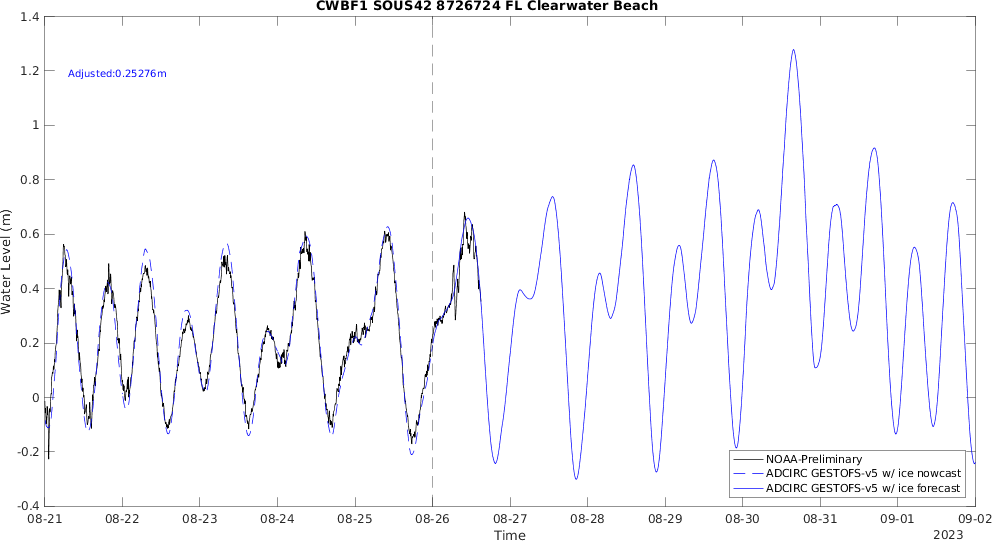 CWBF1 SOUS42 8726724 FL Clearwater Beach
1.4
1.2
1
0.8
0.6
0.4
0.2
0
-0.2
-0.4
Water Level (m)
Adjusted:0.25276m
NOAA-Preliminary
ADCIRC GESTOFS-v5 w/ ice nowcast
ADCIRC GESTOFS-v5 w/ ice forecast
08-21 08-22 08-23 08-24 08-25 08-26 08-27 08-28 08-29 08-30 08-31 09-01 09-02
Time
2023